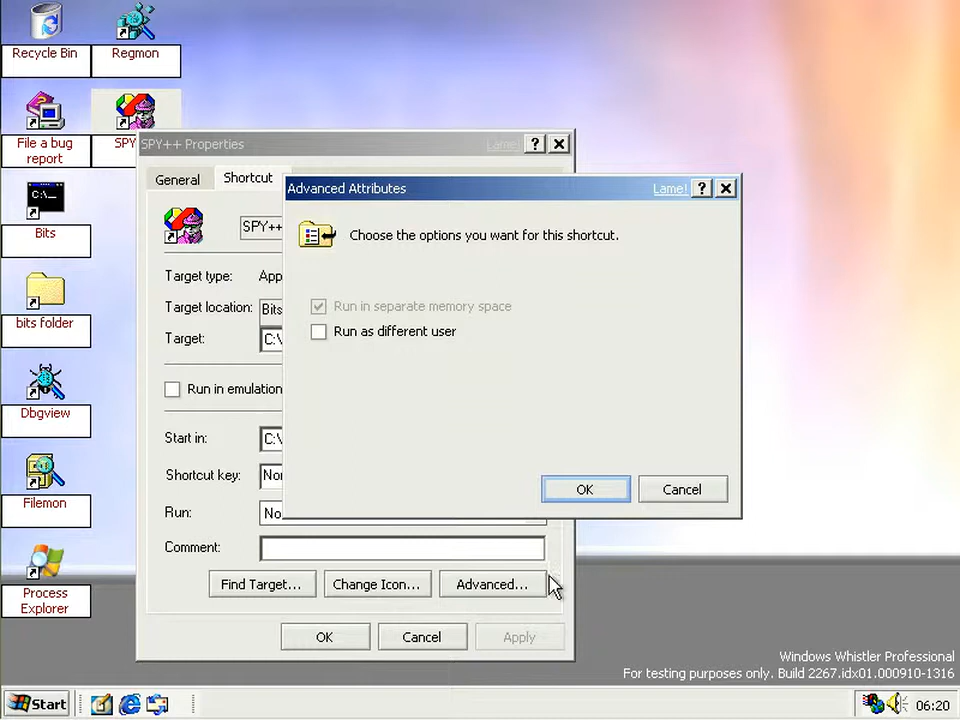 Recycle Bin
Regmon
File a bug
report
SPY
Bits
bits folder
Dbgview
Filemon
Process
Explorer
SPY++ Properties
Lame!
General
Shortcut
SPY++
Target type:
App
Target location:
Bits
Target:
C:\
Run in emulation
Start in:
C:\
Shortcut key:
Non
Run:
No
Comment:
Find Target...
Change Icon...
Advanced...
OK
Cancel
Apply
Advanced Attributes
Lame!
Choose the options you want for this shortcut.
Run in separate memory space
Run as different user
OK
Cancel
Windows Whistler Professional
For testing purposes only. Build 2267.idx01.000910-1316
Start
06:20